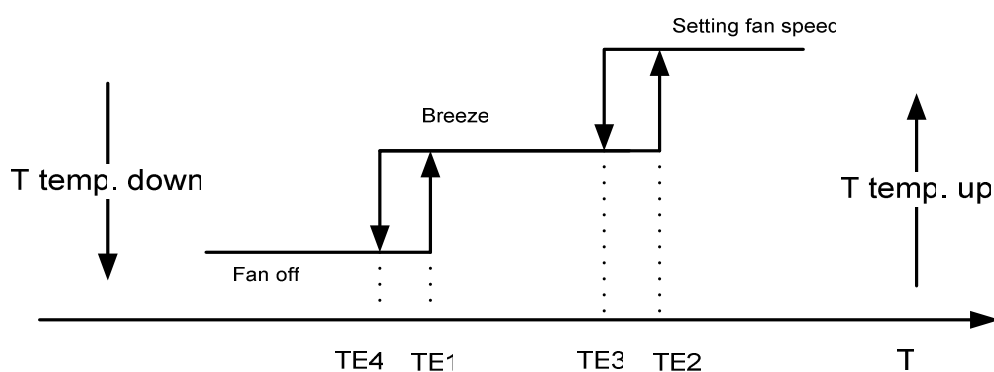 Setting fan speed
Breeze
T temp. down
T temp. up
Fan off
TE4 TE1 TE3 TE2 T